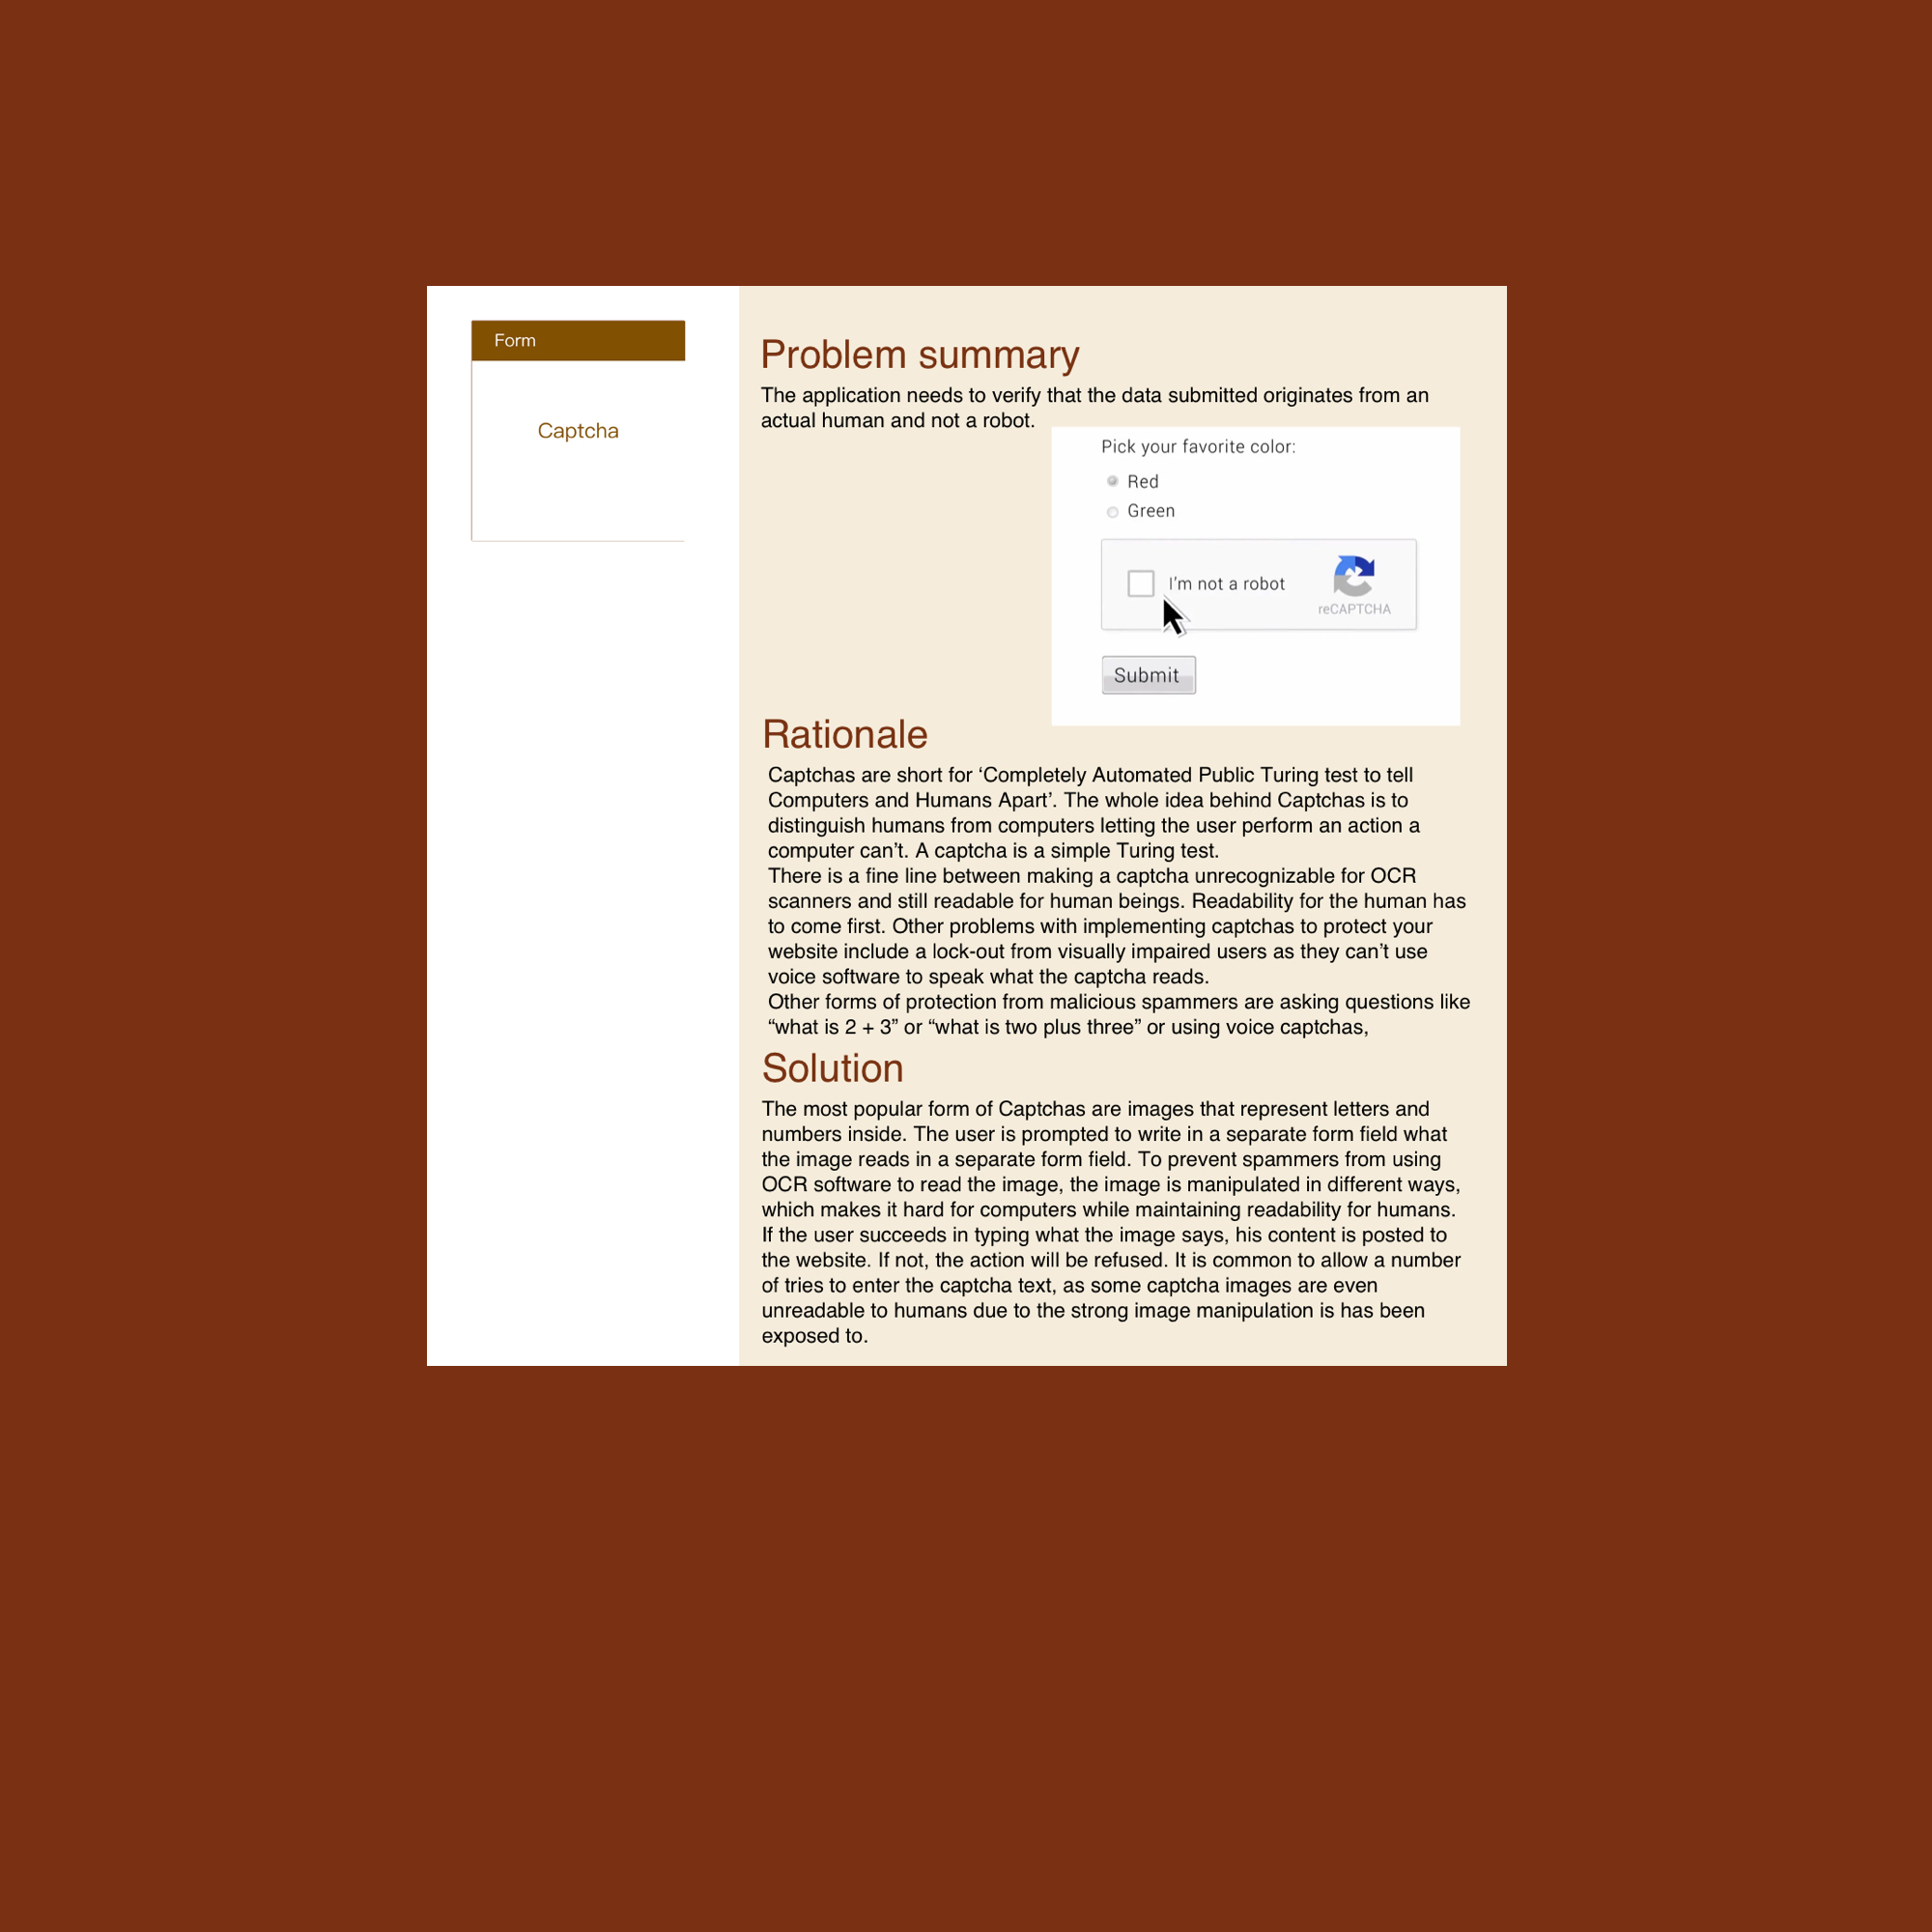 Form
Captcha
Problem summary
The application needs to verify that the data submitted originates from an
actual human and not a robot.
Pick your favorite color:
Red
Green
I'm not a robot
reCAPTCHA
Submit
Rationale
Captchas are short for ‘Completely Automated Public Turing test to tell
Computers and Humans Apart’. The whole idea behind Captchas is to
distinguish humans from computers letting the user perform an action a
computer can’t. A captcha is a simple Turing test.
There is a fine line between making a captcha unrecognizable for OCR
scanners and still readable for human beings. Readability for the human has
to come first. Other problems with implementing captchas to protect your
website include a lock-out from visually impaired users as they can’t use
voice software to speak what the captcha reads.
Other forms of protection from malicious spammers are asking questions like
“what is 2 + 3” or “what is two plus three” or using voice captchas,
Solution
The most popular form of Captchas are images that represent letters and
numbers inside. The user is prompted to write in a separate form field what
the image reads in a separate form field. To prevent spammers from using
OCR software to read the image, the image is manipulated in different ways,
which makes it hard for computers while maintaining readability for humans.
If the user succeeds in typing what the image says, his content is posted to
the website. If not, the action will be refused. It is common to allow a number
of tries to enter the captcha text, as some captcha images are even
unreadable to humans due to the strong image manipulation is has been
exposed to.